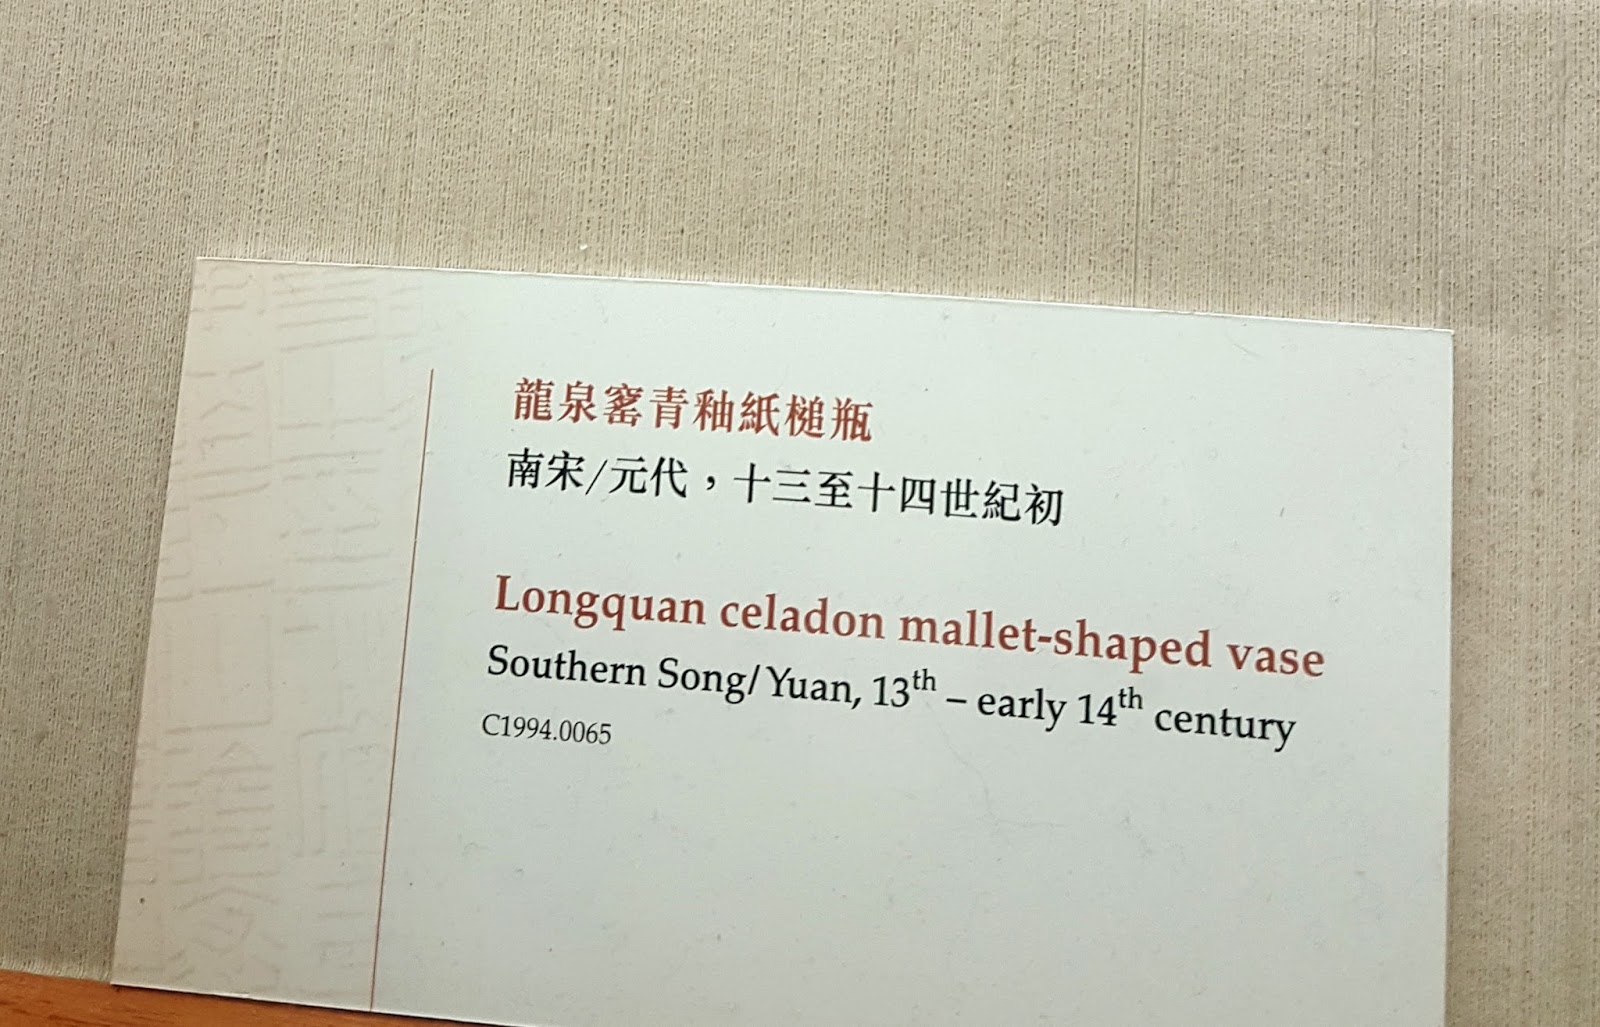 龍泉窰青釉紙槌瓶
南宋/元代，十三至十四世紀初
Longquan celadon mallet-shaped vase
Southern Song/Yuan, 13th – early 14th century
C1994.0065